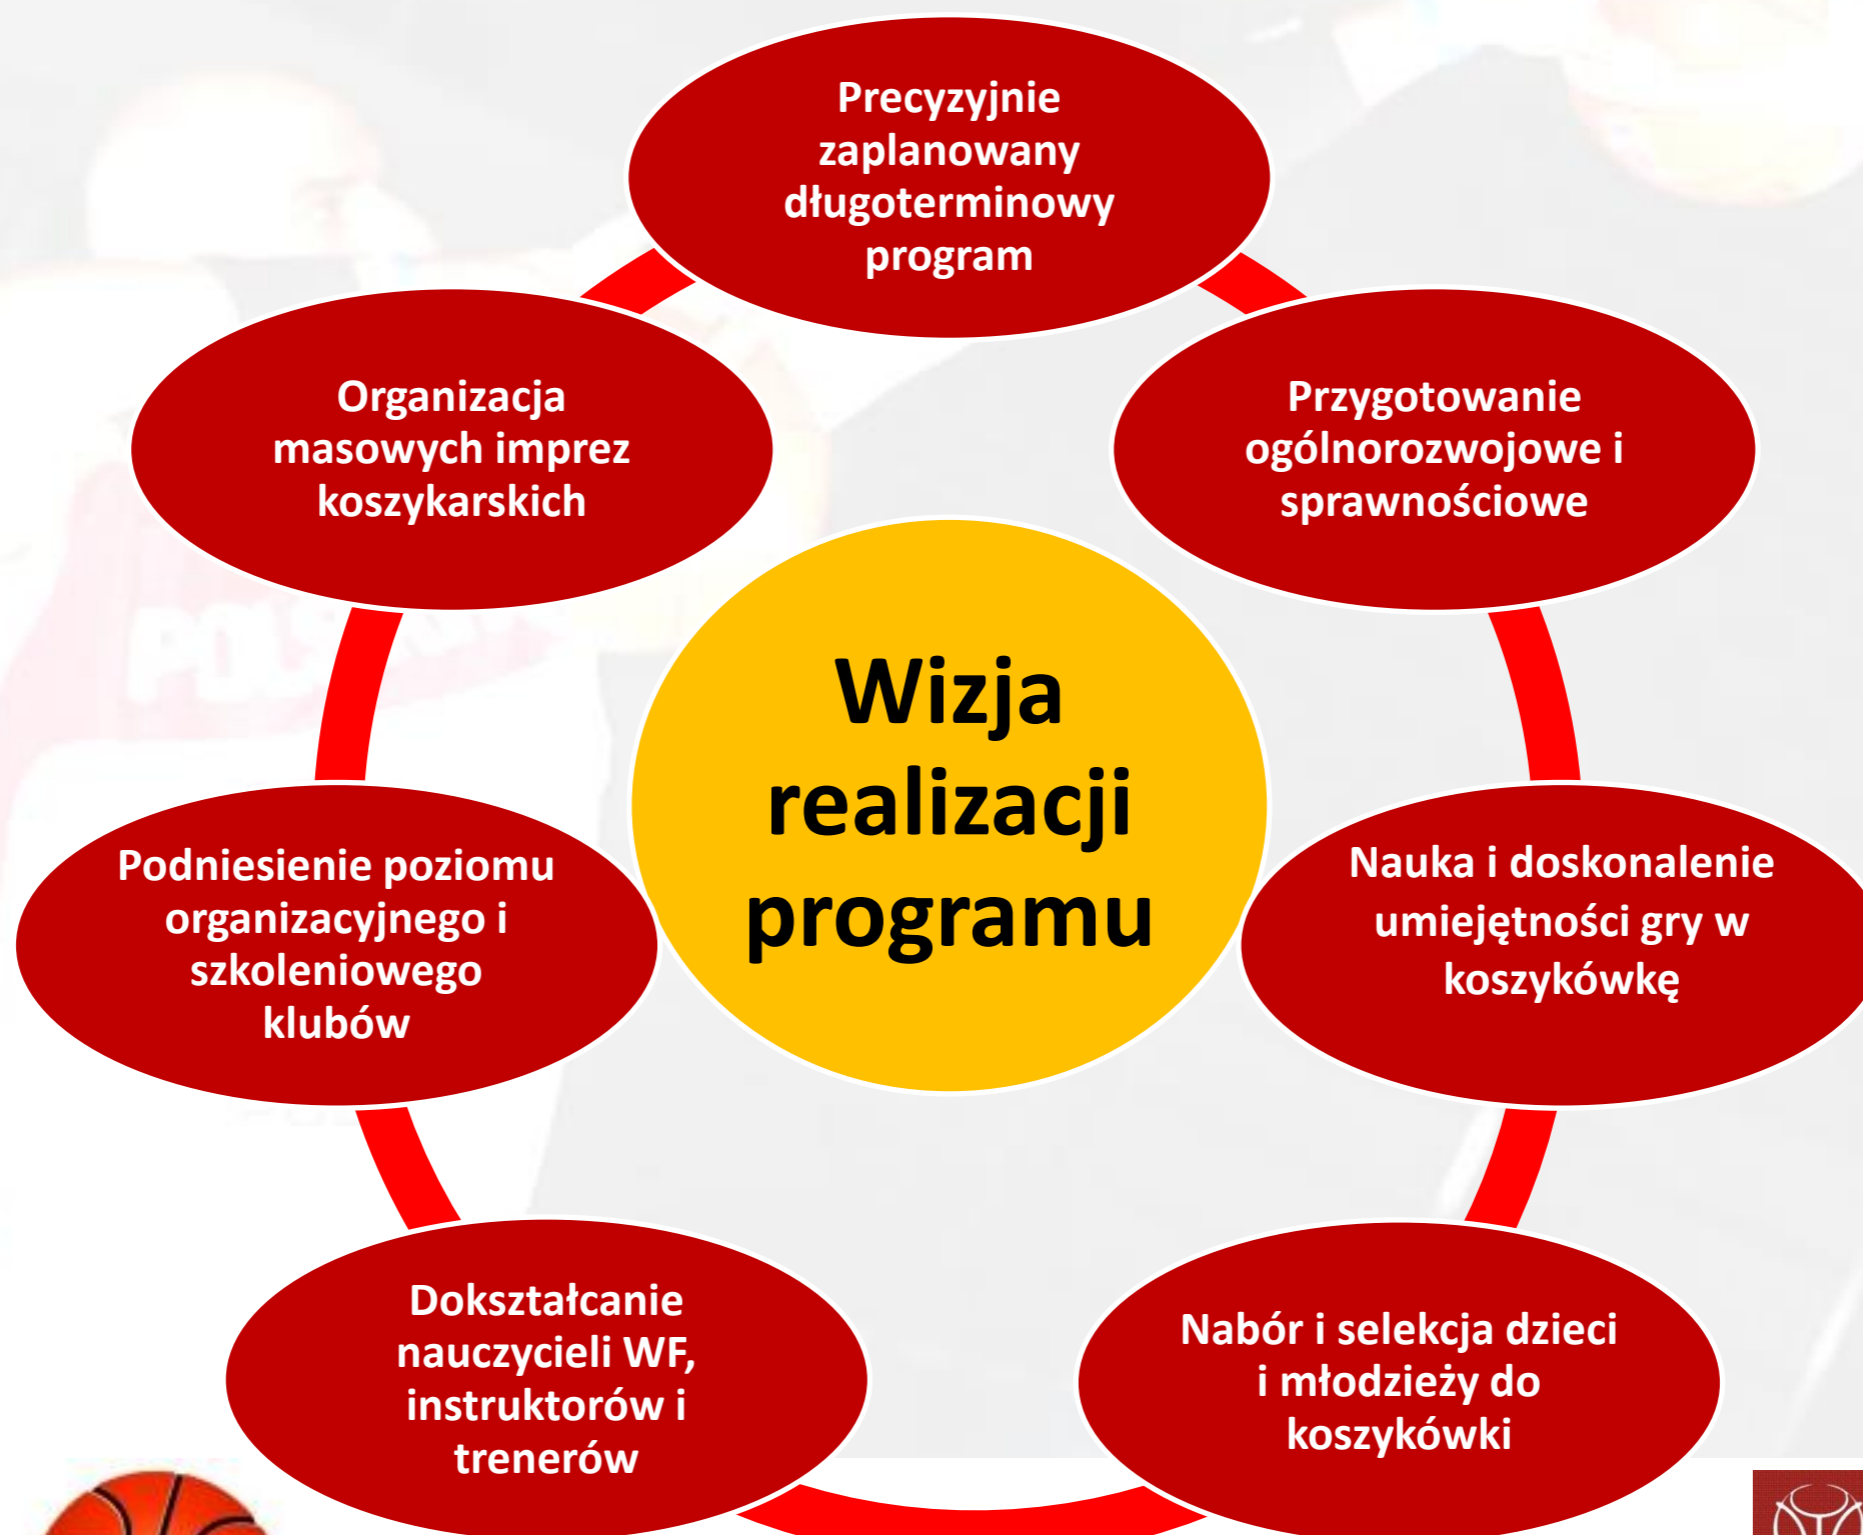 Precyzyjnie
zaplanowany
długoterminowy
program
Organizacja
masowych imprez
koszykarskich
Przygotowanie
ogólnorozwojowe i
sprawnościowe
Wizja
realizacji
programu
Podniesienie poziomu
organizacyjnego i
szkoleniowego
klubów
Nauka i doskonalenie
umiejętności gry w
koszykówkę
Dokształcanie
nauczycieli WF,
instruktorów i
trenerów
Nabór i selekcja dzieci
i młodzieży do
koszykówki